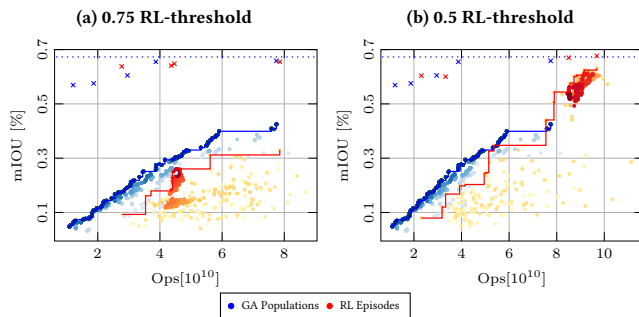 (a) 0.75 RL-threshold
(b) 0.5 RL-threshold
mIOU [%]
0.7
0.5
0.3
0.1
2
4
6
8
Ops[10^{10}]
mIOU [%]
0.7
0.5
0.3
0.1
2
4
6
8
10
Ops[10^{10}]
GA Populations
RL Episodes